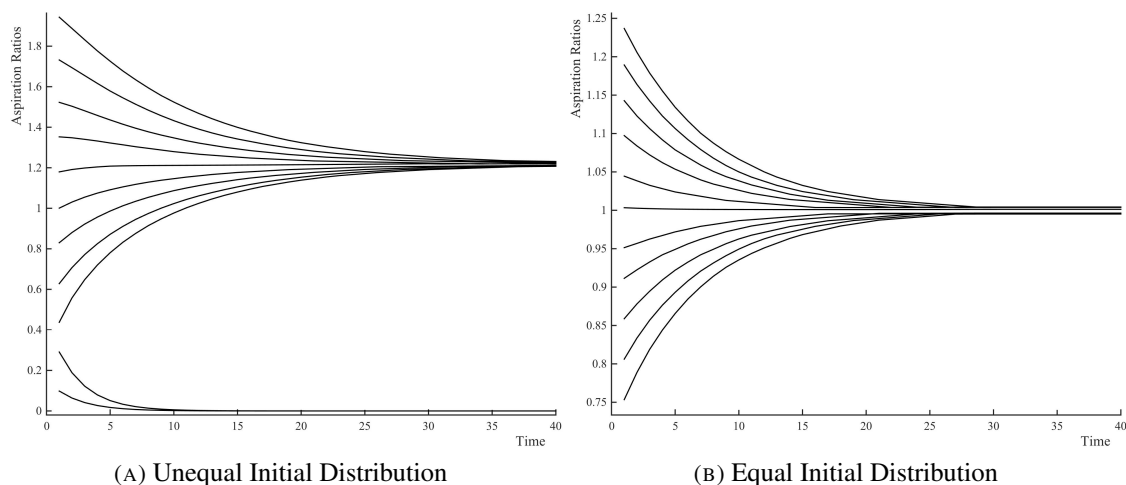 Aspiration Ratios
1.8
1.6
1.4
1.2
1
0.8
0.6
0.4
0.2
0
0 5 10 15 20 25 30 35 40
Time
(A) Unequal Initial Distribution
Aspiration Ratios
1.25
1.2
1.15
1.1
1.05
1
0.95
0.9
0.85
0.8
0.75
0 5 10 15 20 25 30 35 40
Time
(B) Equal Initial Distribution